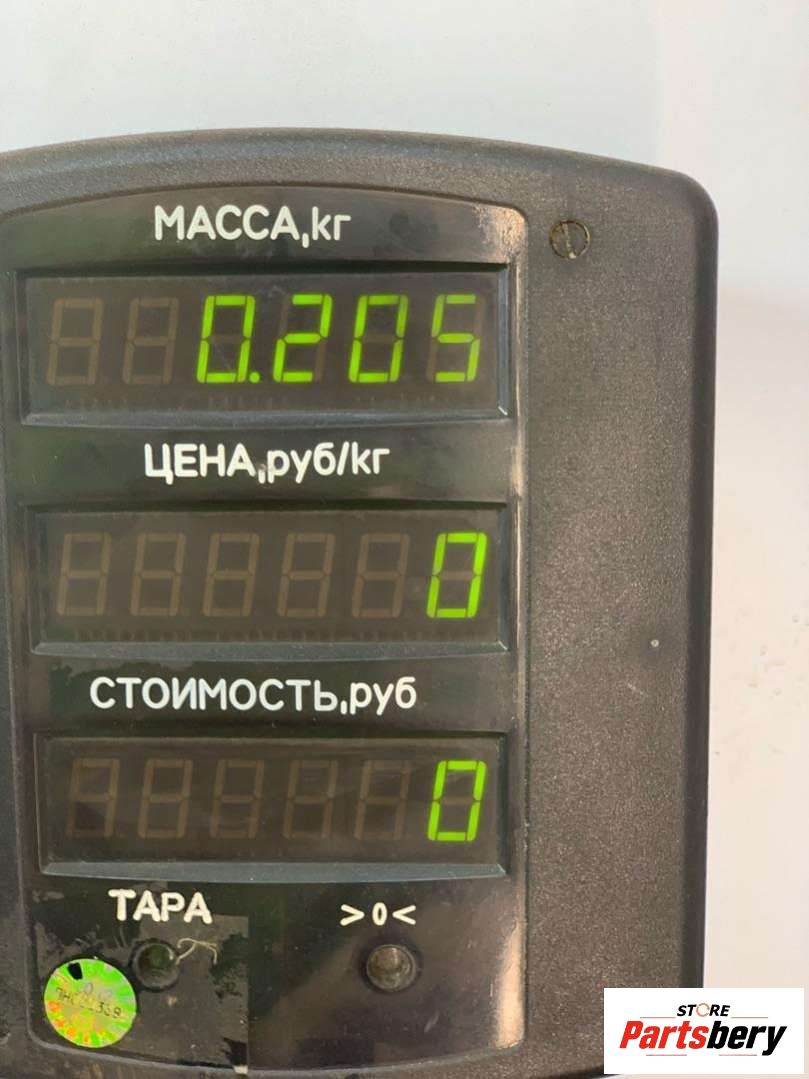 МАССА,кг
0.205
ЦЕНА,руб/кг
0
СТОИМОСТЬ,руб
0
ТАРА >0<
STORE
Partsbery